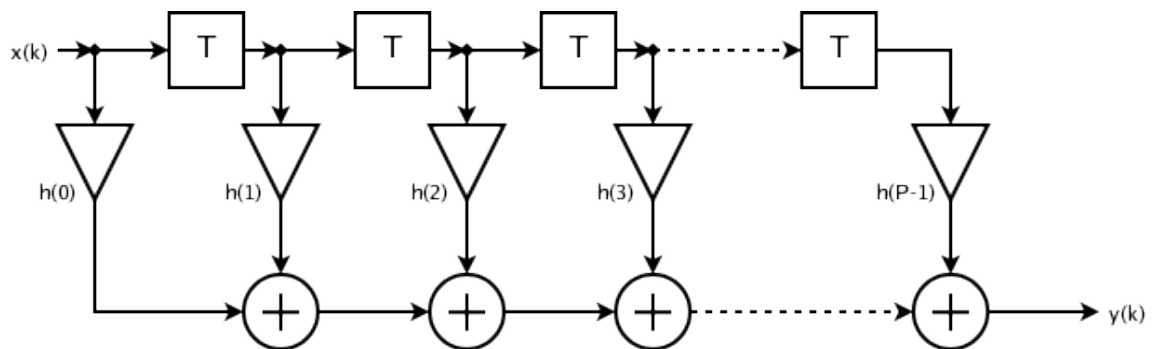 x(k)
T
T
T
T
h(0)
h(1)
h(2)
h(3)
h(P-1)
+
+
+
+
y(k)